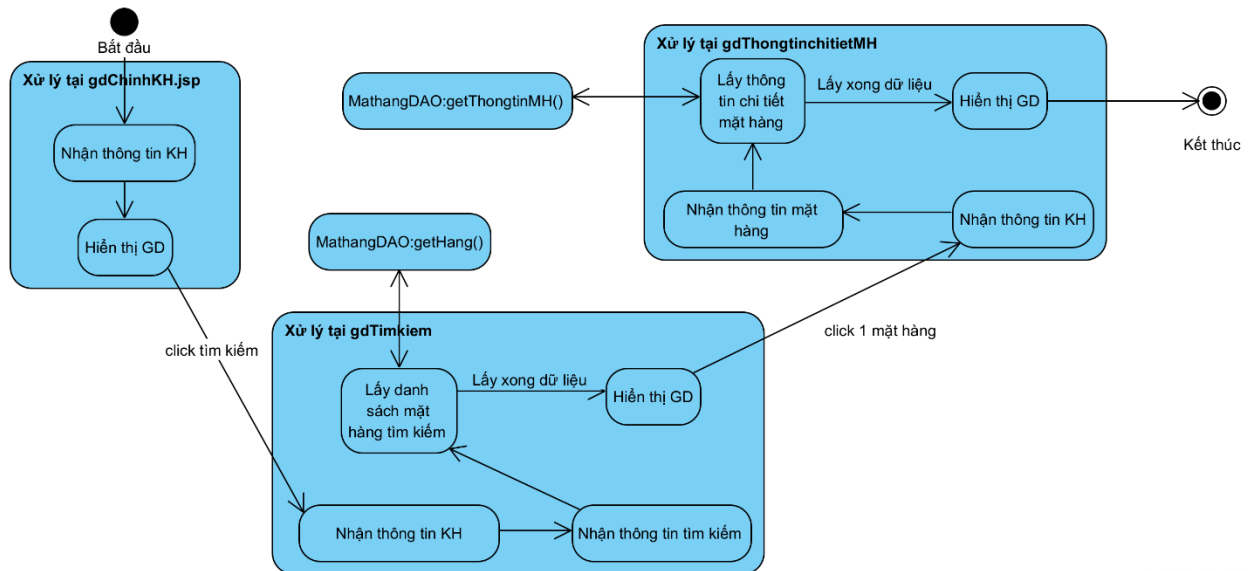 Bắt đầu
Xử lý tại gdChinhKH.jsp
Nhận thông tin KH
Hiển thị GD
click tìm kiếm
MathangDAO:getHang()
Xử lý tại gdTimkiem
Lấy danh
sách mặt
hàng tìm kiếm
Lấy xong dữ liệu
Hiển thị GD
Nhận thông tin KH
Nhận thông tin tìm kiếm
click 1 mặt hàng
MathangDAO:getThongtinMH()
Xử lý tại gdThongtinchitietMH
Lấy thông
tin chi tiết
mặt hàng
Lấy xong dữ liệu
Hiển thị GD
Nhận thông tin mặt
hàng
Nhận thông tin KH
Kết thúc